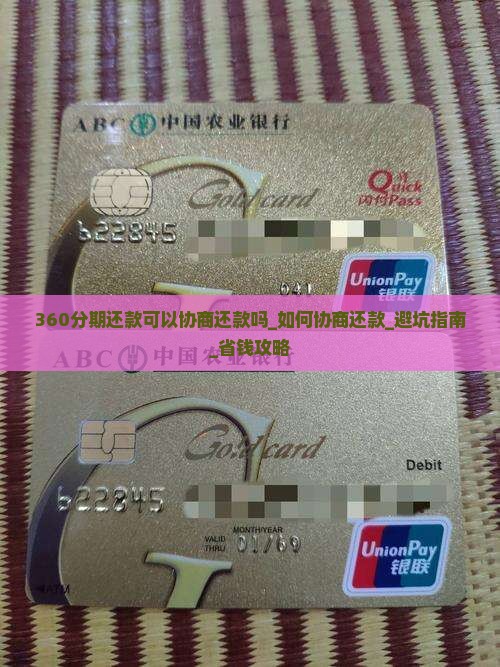 ABC 中国农业银行
Gold card
Quick
闪付Pass
622845
041
UnionPay
银联
360分期还款可以协商还款吗_如何协商还款_避坑指南
_省钱攻略
ABC 中国农业银行
Gold card
Debit
622845
MONTH/YEAR
VALID
THRU
01/69
UnionPay
银联
ATM